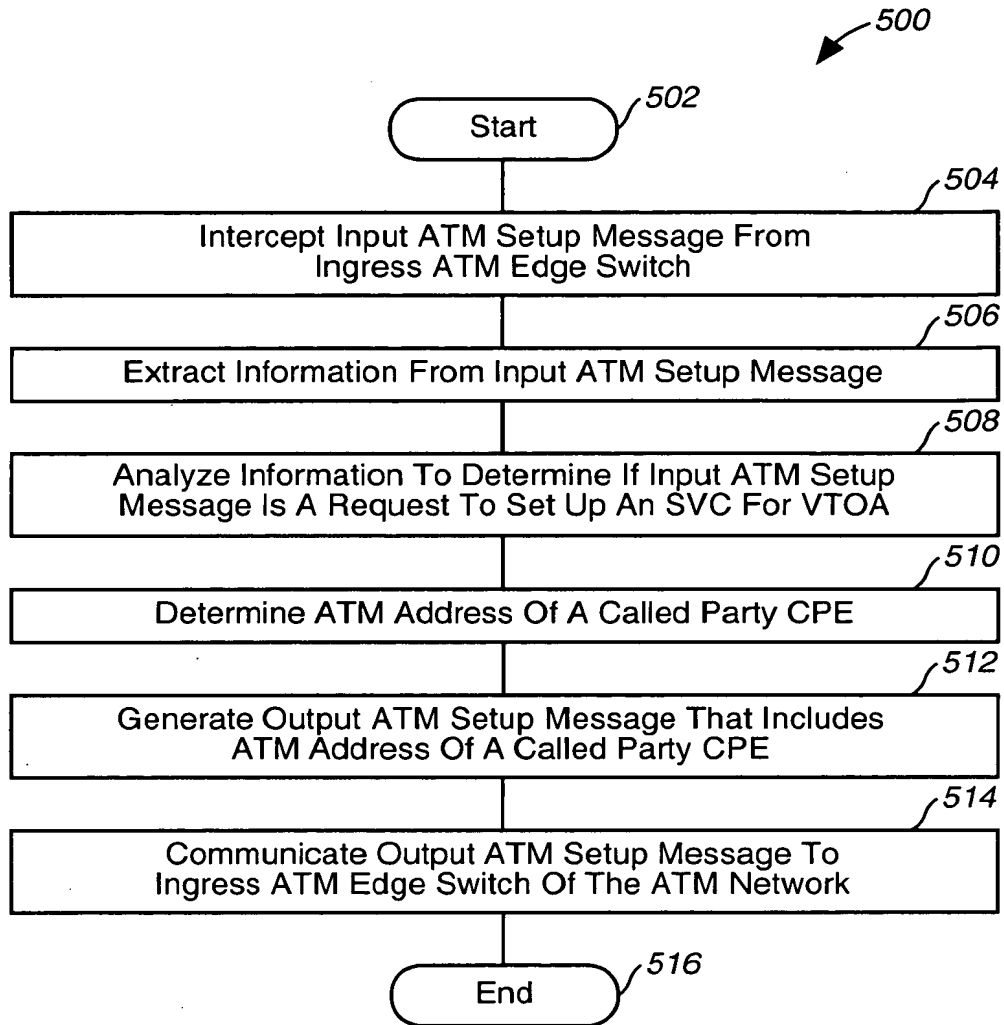 500
Start
502
504
Intercept Input ATM Setup Message From
Ingress ATM Edge Switch
506
Extract Information From Input ATM Setup Message
508
Analyze Information To Determine If Input ATM Setup
Message Is A Request To Set Up An SVC For VTOA
510
Determine ATM Address Of A Called Party CPE
512
Generate Output ATM Setup Message That Includes
ATM Address Of A Called Party CPE
514
Communicate Output ATM Setup Message To
Ingress ATM Edge Switch Of The ATM Network
End
516